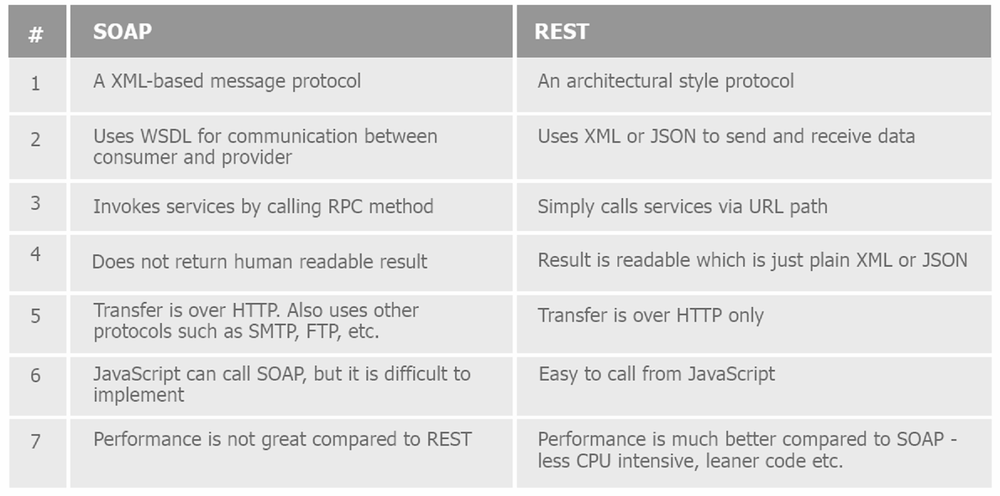 # SOAP REST
1 A XML-based message protocol An architectural style protocol
2 Uses WSDL for communication between Uses XML or JSON to send and receive data
consumer and provider
3 Invokes services by calling RPC method Simply calls services via URL path
4 Does not return human readable result Result is readable which is just plain XML or JSON
5 Transfer is over HTTP. Also uses other Transfer is over HTTP only
protocols such as SMTP, FTP, etc.
6 JavaScript can call SOAP, but it is difficult to Easy to call from JavaScript
implement
7 Performance is not great compared to REST Performance is much better compared to SOAP -
less CPU intensive, leaner code etc.